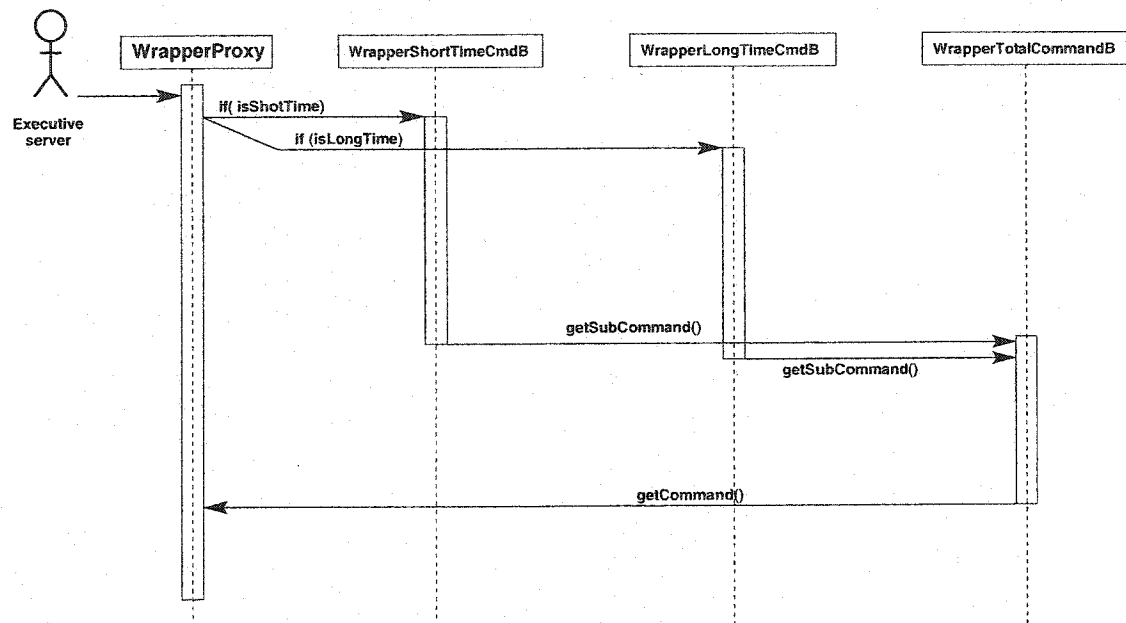 WrapperProxy
WrapperShortTimeCmdB
WrapperLongTimeCmdB
WrapperTotalCommandB
Executive
server
if( isShotTime)
if (isLongTime)
getSubCommand()
getSubCommand()
getCommand()